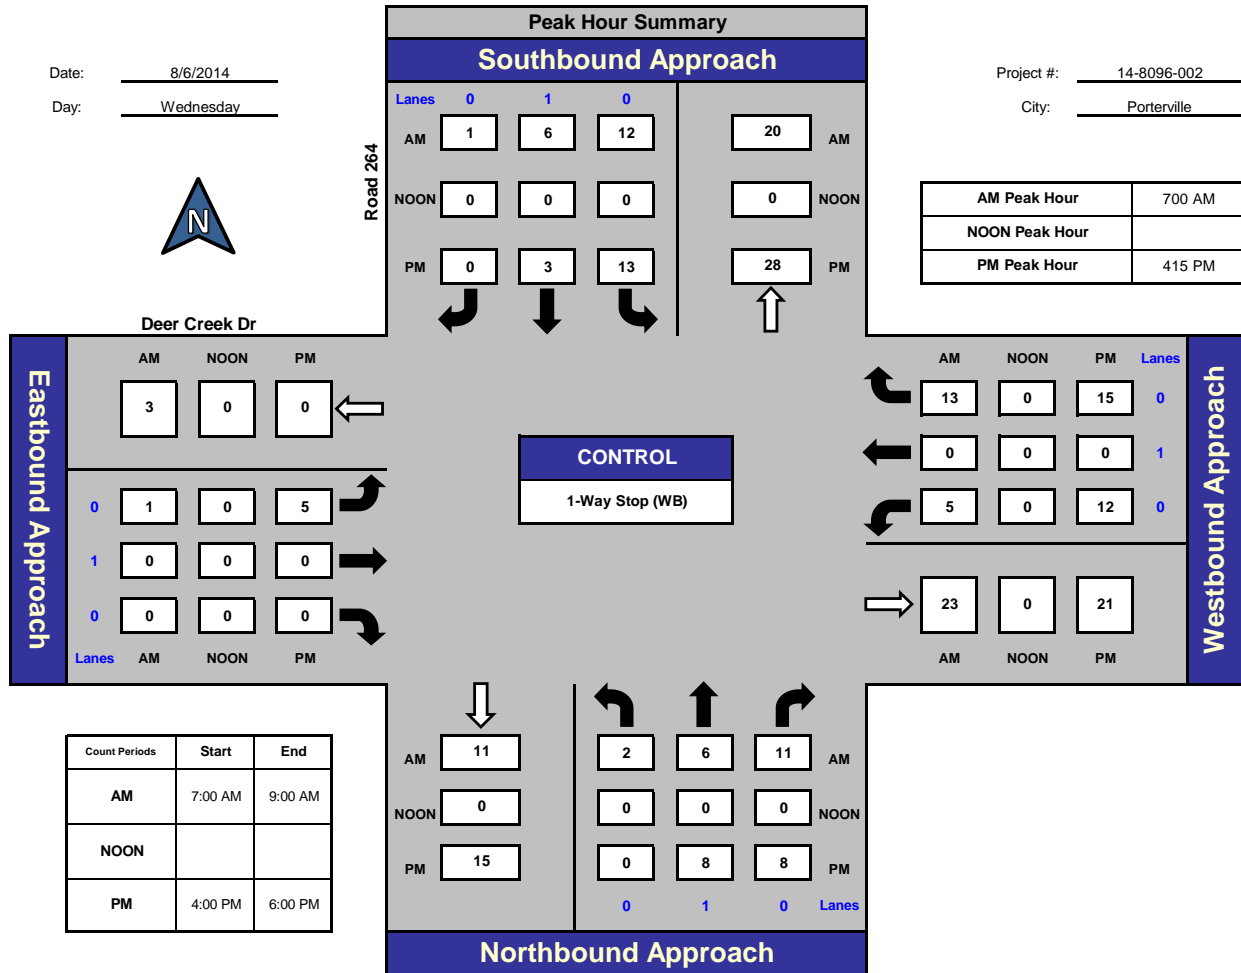 Peak Hour Summary
Southbound Approach
Date: 8/6/2014
Day: Wednesday
Project #: 14-8096-002
City: Porterville
N
Road 264
Lanes 0 1 0
AM 1 6 12 20 AM
NOON 0 0 0 0 NOON
PM 0 3 13 28 PM
AM Peak Hour 700 AM
NOON Peak Hour
PM Peak Hour 415 PM
Deer Creek Dr
Eastbound Approach
AM NOON PM
3 0 0
0 1 0 5
1 0 0 0
0 0 0 0
Lanes AM NOON PM
CONTROL
1-Way Stop (WB)
AM NOON PM Lanes
13 0 15 0
0 0 0 1
5 0 12 0
23 0 21
AM NOON PM
Westbound Approach
Count Periods Start End
AM 7:00 AM 9:00 AM
NOON
PM 4:00 PM 6:00 PM
AM 11 2 6 11 AM
NOON 0 0 0 0 NOON
PM 15 0 8 8 PM
0 1 0 Lanes
Northbound Approach